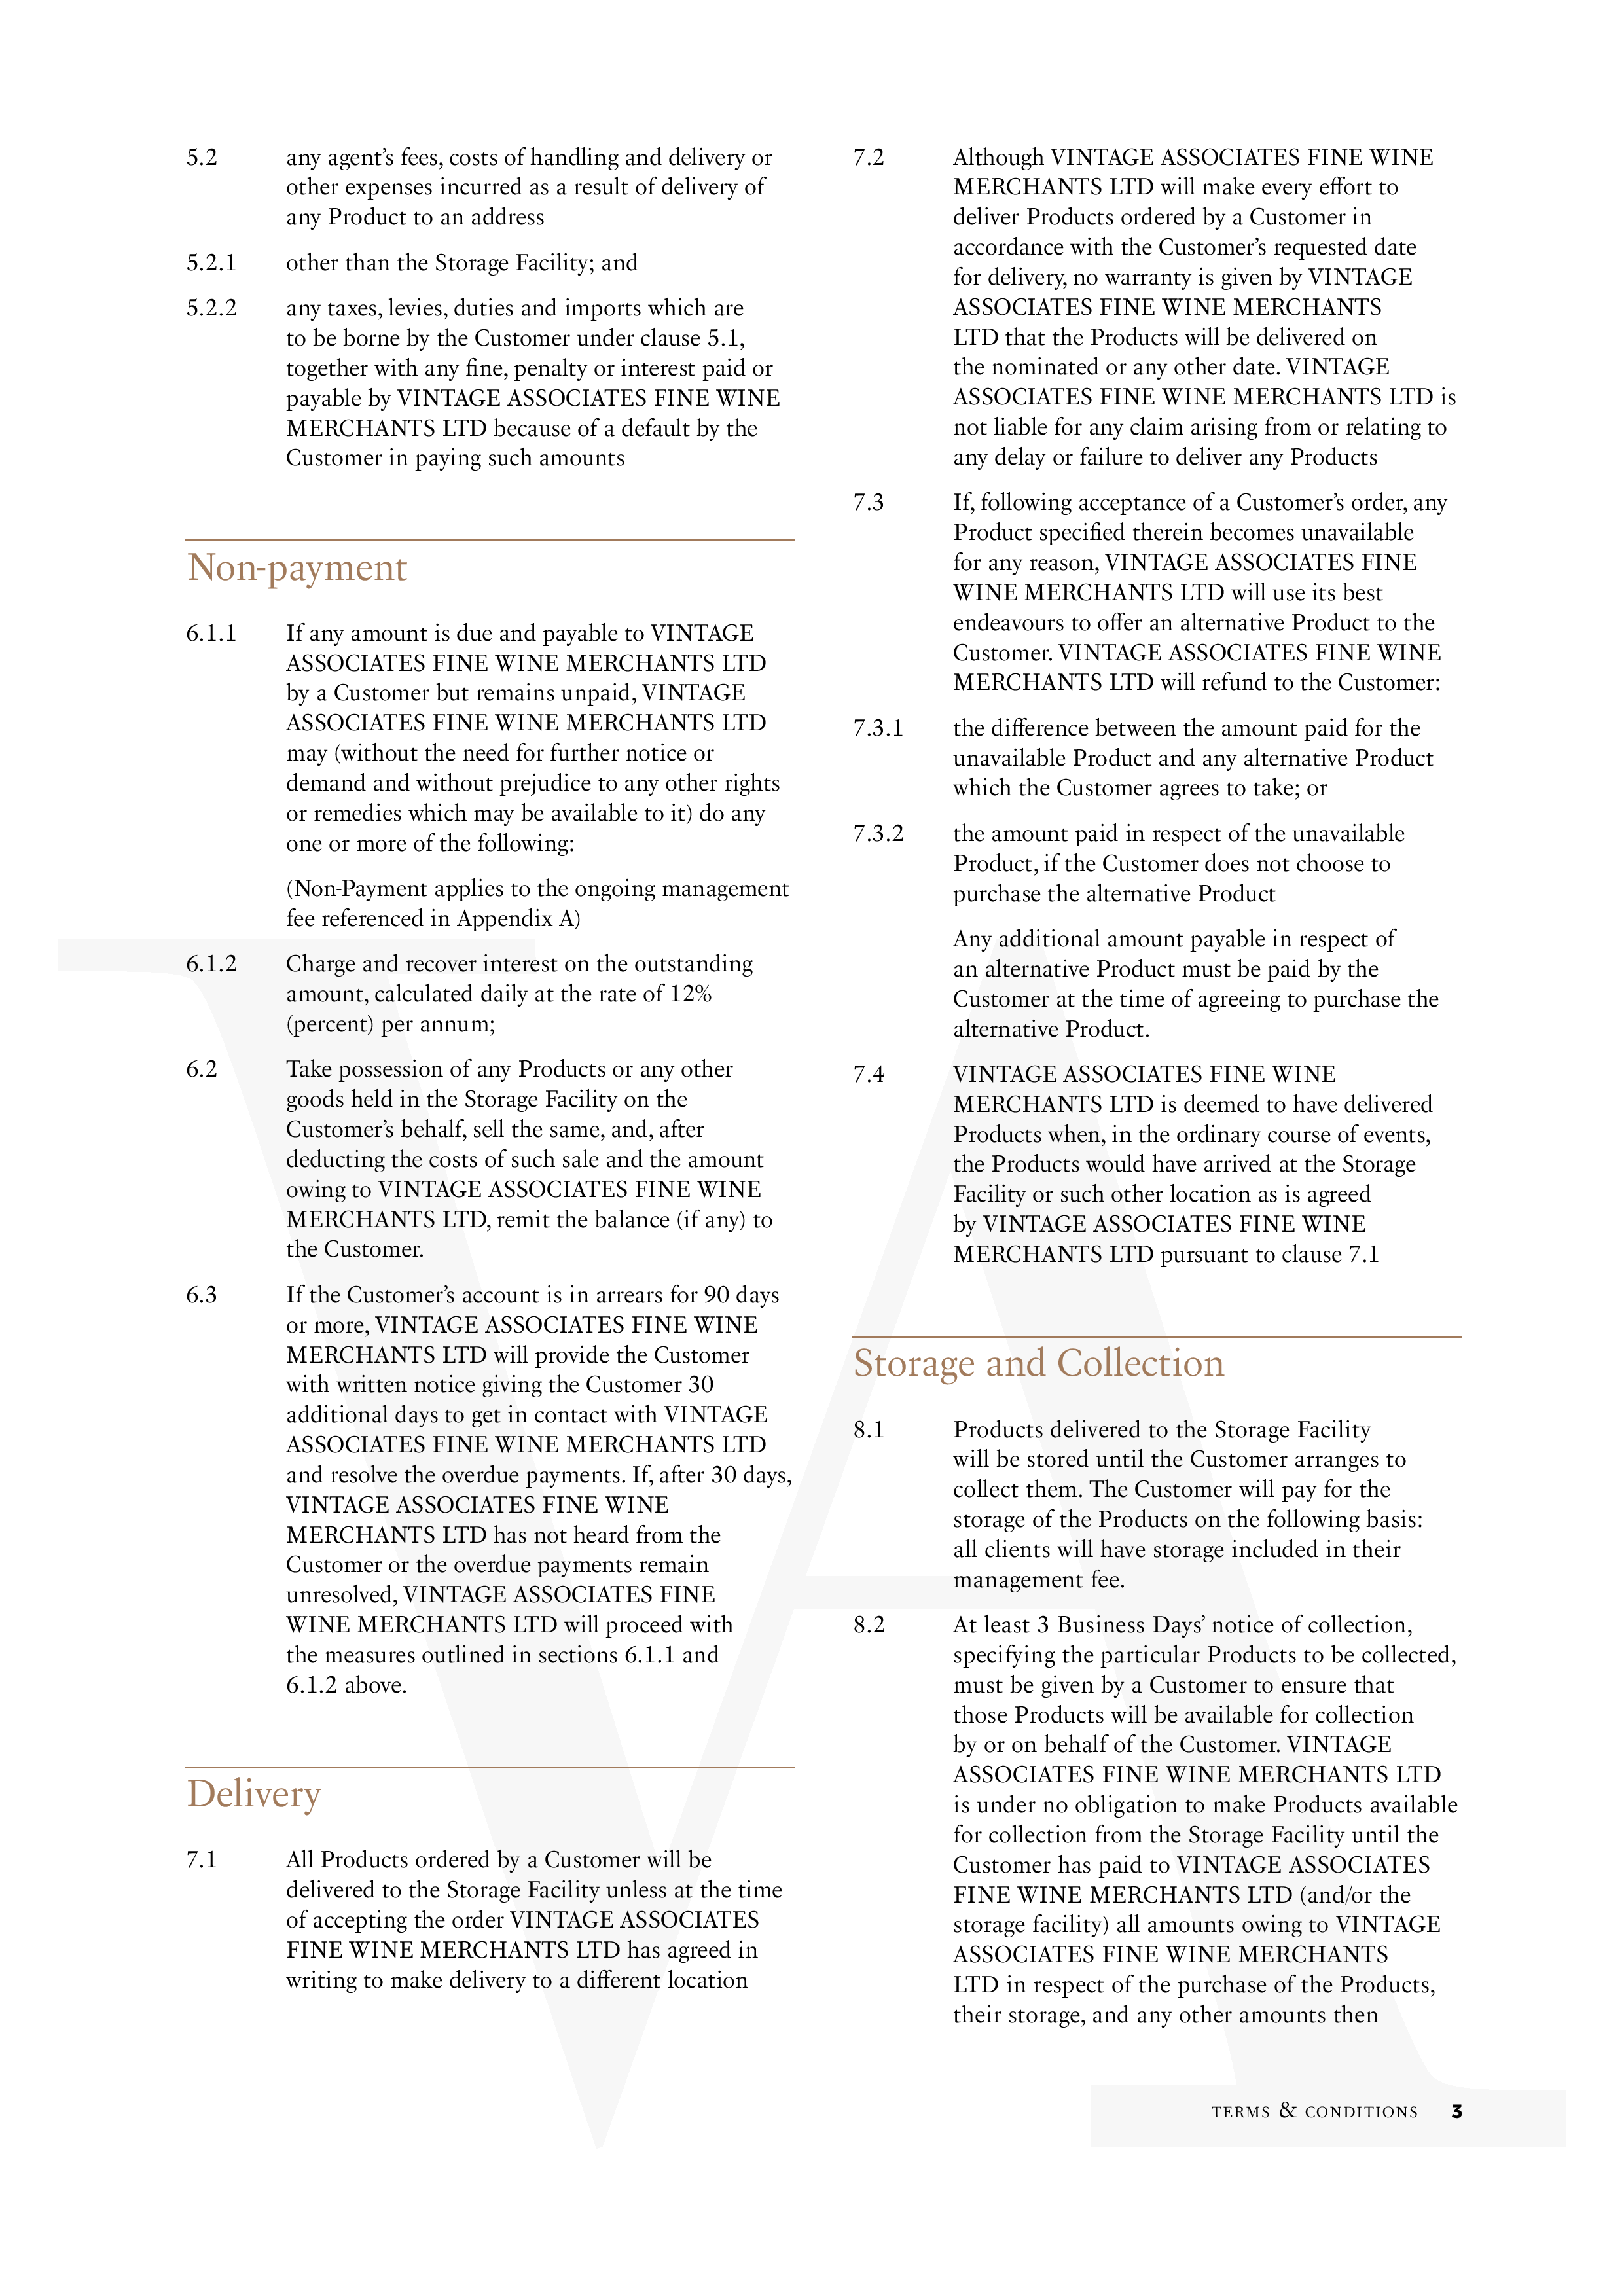 5.2 any agent’s fees, costs of handling and delivery or
other expenses incurred as a result of delivery of
any Product to an address
5.2.1 other than the Storage Facility; and
5.2.2 any taxes, levies, duties and imports which are
to be borne by the Customer under clause 5.1,
together with any fine, penalty or interest paid or
payable by VINTAGE ASSOCIATES FINE WINE
MERCHANTS LTD because of a default by the
Customer in paying such amounts
Non-payment
6.1.1 If any amount is due and payable to VINTAGE
ASSOCIATES FINE WINE MERCHANTS LTD
by a Customer but remains unpaid, VINTAGE
ASSOCIATES FINE WINE MERCHANTS LTD
may (without the need for further notice or
demand and without prejudice to any other rights
or remedies which may be available to it) do any
one or more of the following:
(Non-Payment applies to the ongoing management
fee referenced in Appendix A)
6.1.2 Charge and recover interest on the outstanding
amount, calculated daily at the rate of 12%
(percent) per annum;
6.2 Take possession of any Products or any other
goods held in the Storage Facility on the
Customer’s behalf, sell the same, and, after
deducting the costs of such sale and the amount
owing to VINTAGE ASSOCIATES FINE WINE
MERCHANTS LTD, remit the balance (if any) to
the Customer.
6.3 If the Customer’s account is in arrears for 90 days
or more, VINTAGE ASSOCIATES FINE WINE
MERCHANTS LTD will provide the Customer
with written notice giving the Customer 30
additional days to get in contact with VINTAGE
ASSOCIATES FINE WINE MERCHANTS LTD
and resolve the overdue payments. If, after 30 days,
VINTAGE ASSOCIATES FINE WINE
MERCHANTS LTD has not heard from the
Customer or the overdue payments remain
unresolved, VINTAGE ASSOCIATES FINE
WINE MERCHANTS LTD will proceed with
the measures outlined in sections 6.1.1 and
6.1.2 above.
Delivery
7.1 All Products ordered by a Customer will be
delivered to the Storage Facility unless at the time
of accepting the order VINTAGE ASSOCIATES
FINE WINE MERCHANTS LTD has agreed in
writing to make delivery to a different location
7.2 Although VINTAGE ASSOCIATES FINE WINE
MERCHANTS LTD will make every effort to
deliver Products ordered by a Customer in
accordance with the Customer’s requested date
for delivery, no warranty is given by VINTAGE
ASSOCIATES FINE WINE MERCHANTS
LTD that the Products will be delivered on
the nominated or any other date. VINTAGE
ASSOCIATES FINE WINE MERCHANTS LTD is
not liable for any claim arising from or relating to
any delay or failure to deliver any Products
7.3 If, following acceptance of a Customer’s order, any
Product specified therein becomes unavailable
for any reason, VINTAGE ASSOCIATES FINE
WINE MERCHANTS LTD will use its best
endeavours to offer an alternative Product to the
Customer. VINTAGE ASSOCIATES FINE WINE
MERCHANTS LTD will refund to the Customer:
7.3.1 the difference between the amount paid for the
unavailable Product and any alternative Product
which the Customer agrees to take; or
7.3.2 the amount paid in respect of the unavailable
Product, if the Customer does not choose to
purchase the alternative Product
Any additional amount payable in respect of
an alternative Product must be paid by the
Customer at the time of agreeing to purchase the
alternative Product.
7.4 VINTAGE ASSOCIATES FINE WINE
MERCHANTS LTD is deemed to have delivered
Products when, in the ordinary course of events,
the Products would have arrived at the Storage
Facility or such other location as is agreed
by VINTAGE ASSOCIATES FINE WINE
MERCHANTS LTD pursuant to clause 7.1
Storage and Collection
8.1 Products delivered to the Storage Facility
will be stored until the Customer arranges to
collect them. The Customer will pay for the
storage of the Products on the following basis:
all clients will have storage included in their
management fee.
8.2 At least 3 Business Days’ notice of collection,
specifying the particular Products to be collected,
must be given by a Customer to ensure that
those Products will be available for collection
by or on behalf of the Customer. VINTAGE
ASSOCIATES FINE WINE MERCHANTS LTD
is under no obligation to make Products available
for collection from the Storage Facility until the
Customer has paid to VINTAGE ASSOCIATES
FINE WINE MERCHANTS LTD (and/or the
storage facility) all amounts owing to VINTAGE
ASSOCIATES FINE WINE MERCHANTS
LTD in respect of the purchase of the Products,
their storage, and any other amounts then
TERMS & CONDITIONS 3
VA